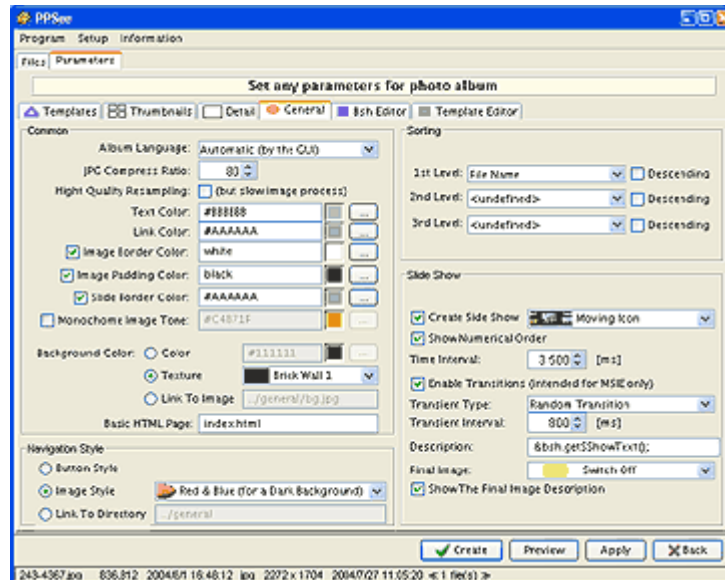 PPSee
Program Setup Information
Files Parameters
Set any parameters for photo album
Templates Thumbnails Detail General Bsh Editor Template Editor
Common
Album Language: Automatic (by the GUI)
JPG Compress Ratio: 80
Hight Quality Resampling: (but slow image process)
Text Color: #888888
Link Color: #AAAAAA
Image Border Color: white
Image Padding Color: black
Slide Border Color: #AAAAAA
Monochome Image Tone: #C4871F
Background Color: Color #111111
Texture Brick Wall 1
Link To Image ../general/bg.jpg
Basic HTML Page: index.html
Navigation Style
Button Style
Image Style Red & Blue (for a Dark Background)
Link To Directory ../general
Sorting
1st Level: File Name Descending
2nd Level: <undefined> Descending
3rd Level: <undefined> Descending
Slide Show
Create Side Show Moving Icon
Show Numerical Order
Time Interval: 3 500 [ms]
Enable Transitions (intended for MSIE only)
Transient Type: Random Transition
Transient Interval: 800 [ms]
Description: &bsh.getSShowText();
Final Image: Switch Off
Show The Final Image Description
Create Preview Apply Back
243-4367.jpg 836,812 2004/6/1 16:48:12 jpg 2272 x 1704 2004/7/27 11:05:20 ≪ 1 file(s) ≫